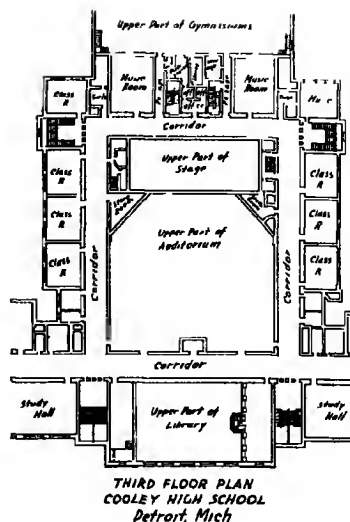 Upper Part of Gymnasiums
Class
R
Music
Room
Music
Room
Corridor
Upper Part of
Stage
Class
R
Class
R
Class
R
Class
R
Class
R
Class
R
Upper Part of
Auditorium
Corridor
Corridor
Corridor
Study
Hall
Upper Part of
Library
Study
Hall
THIRD FLOOR PLAN
COOLEY HIGH SCHOOL
Detroit, Mich